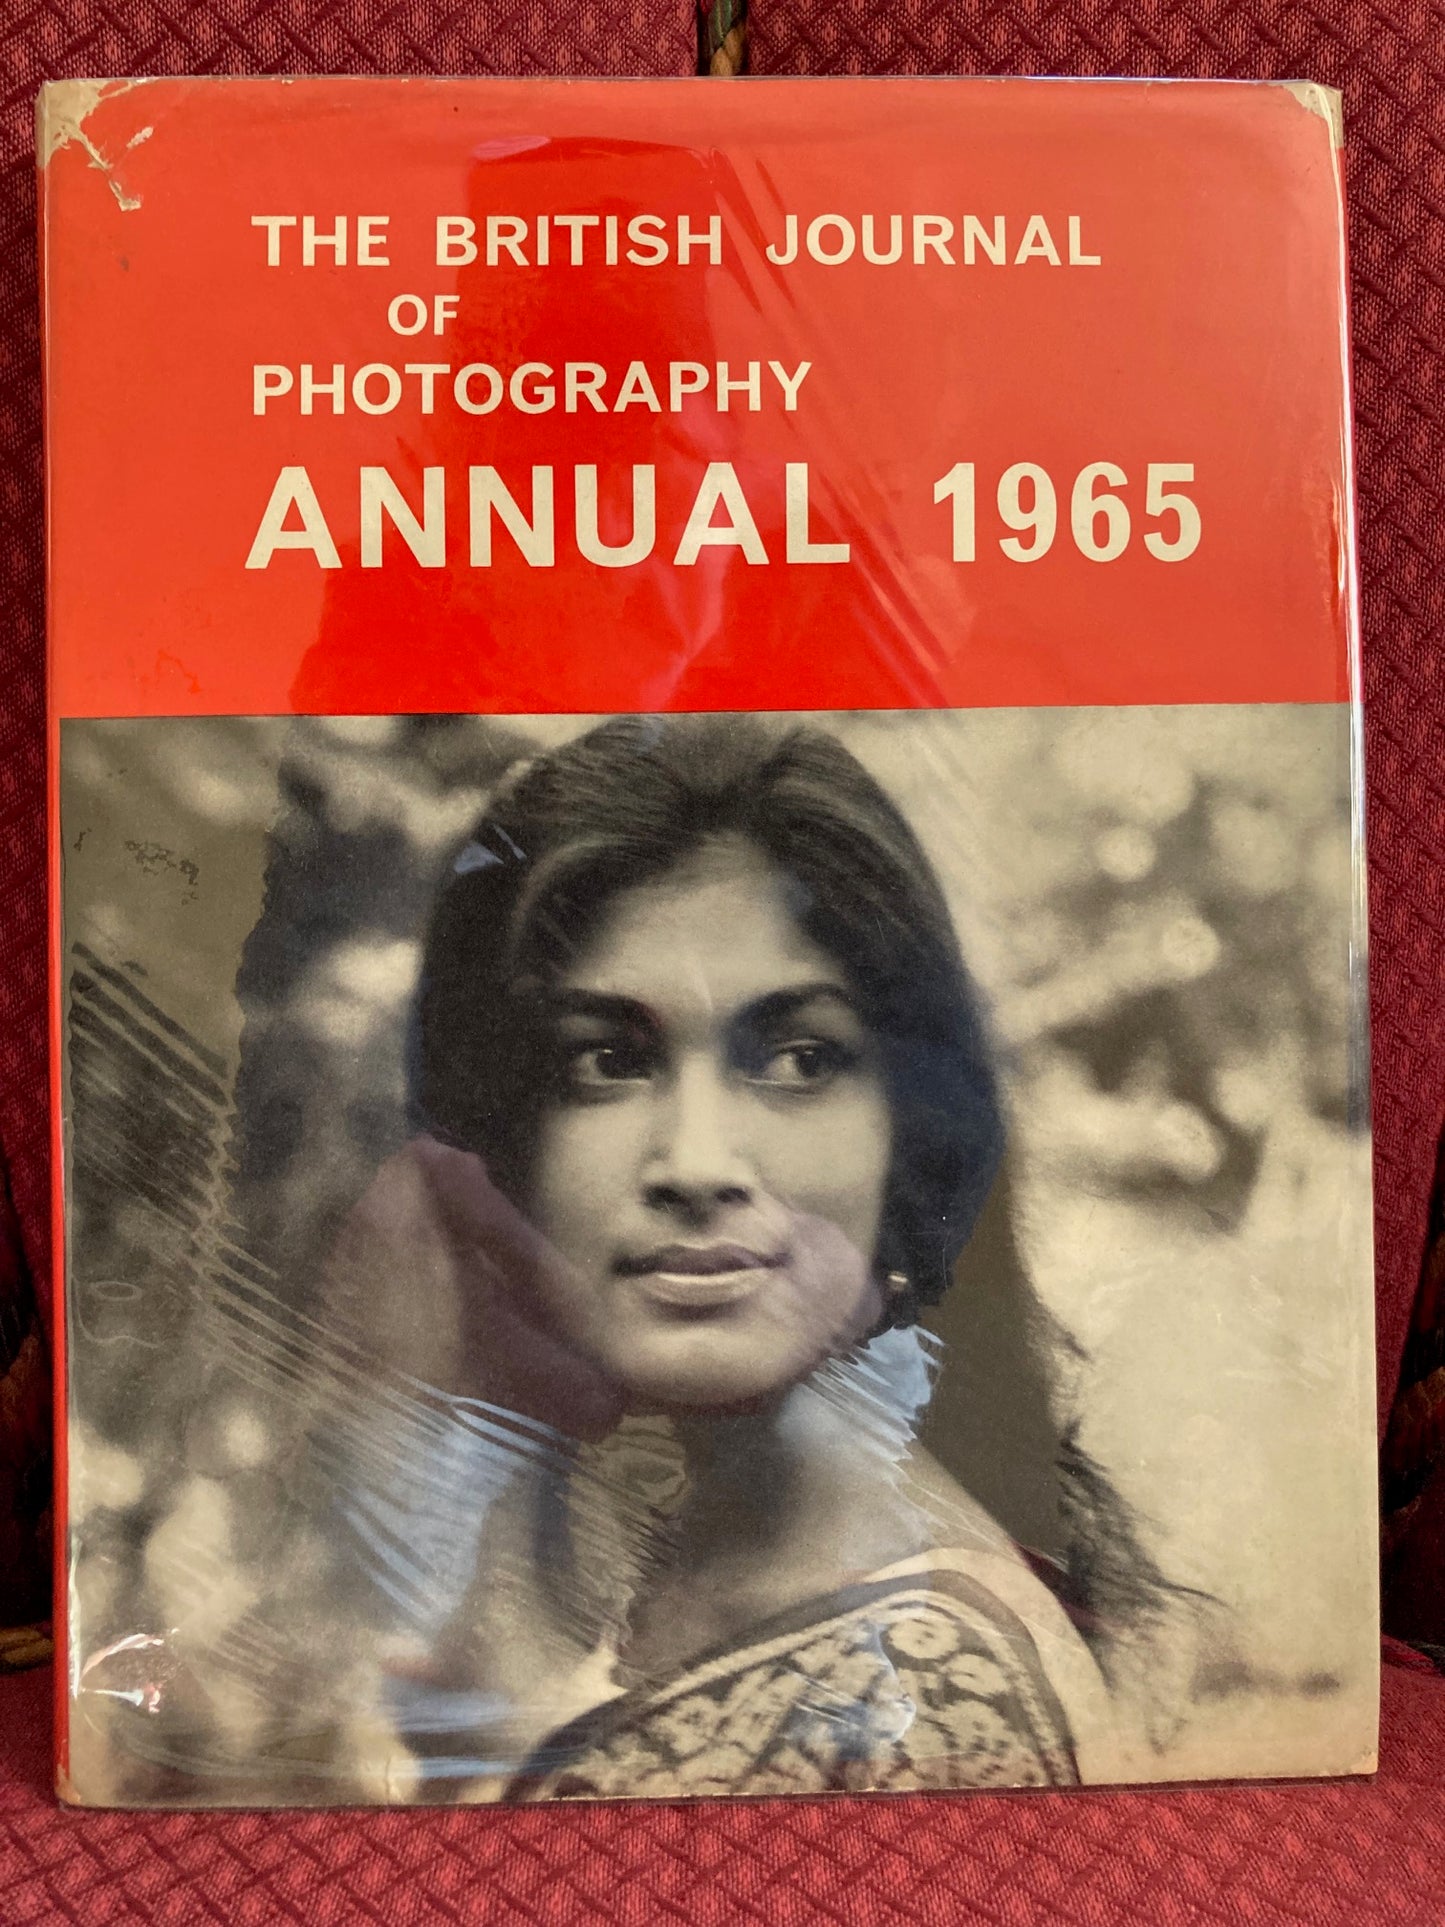 THE BRITISH JOURNAL
OF
PHOTOGRAPHY
ANNUAL 1965